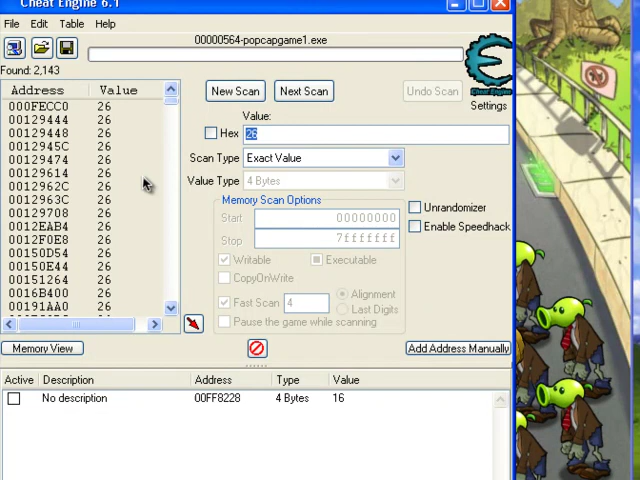 Cheat Engine 6.1
File Edit Table Help
00000564-popcapgame1.exe
Found: 2,143
Address Value
000FECC0 26
00129444 26
00129448 26
0012945C 26
00129474 26
00129614 26
0012962C 26
0012963C 26
00129708 26
0012EAB4 26
0012F0E8 26
00150D54 26
00150E44 26
00151264 26
0016B400 26
00191AA0 26
New Scan Next Scan Undo Scan
Cheat Engine
Settings
Value:
Hex 26
Scan Type Exact Value
Value Type 4 Bytes
Memory Scan Options
Start 00000000
Stop 7fffffff
Writable Executable
CopyOnWrite
Fast Scan 4 Alignment
Last Digits
Pause the game while scanning
Unrandomizer
Enable Speedhack
Memory View Add Address Manually
Active Description Address Type Value
No description 00FF8228 4 Bytes 16